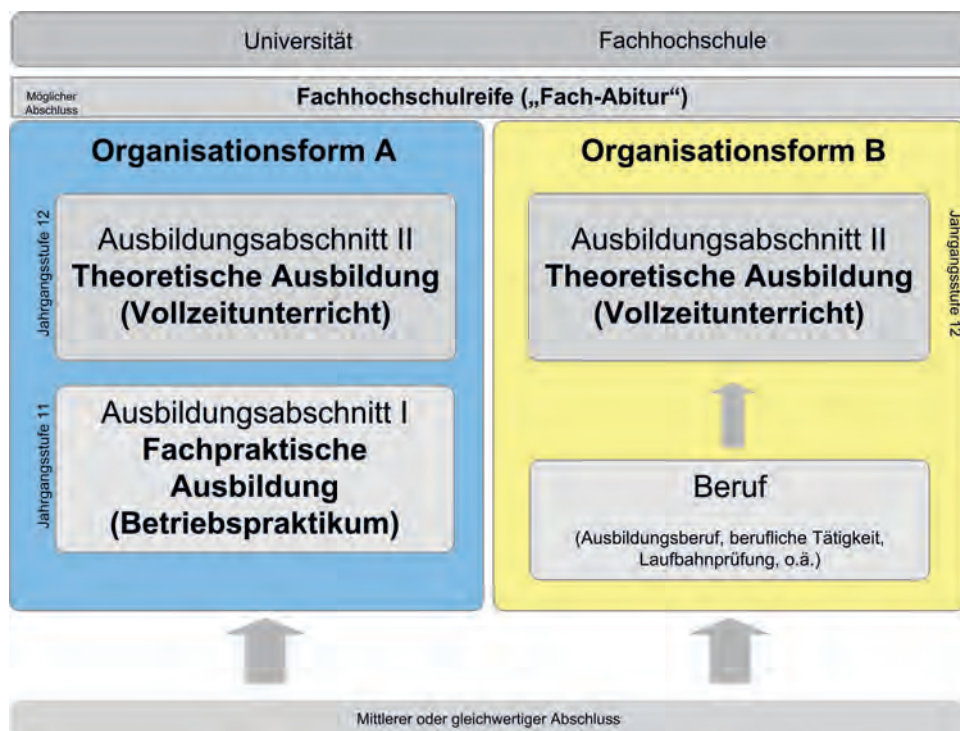 Universität Fachhochschule
Möglicher
Abschluss
Fachhochschulreife („Fach-Abitur“)
Organisationsform A
Jahrgangsstufe 12
Ausbildungsabschnitt II
Theoretische Ausbildung
(Vollzeitunterricht)
Jahrgangsstufe 11
Ausbildungsabschnitt I
Fachpraktische
Ausbildung
(Betriebspraktikum)
Organisationsform B
Ausbildungsabschnitt II
Theoretische Ausbildung
(Vollzeitunterricht)
Jahrgangsstufe 12
Beruf
(Ausbildungsberuf, berufliche Tätigkeit,
Laufbahnprüfung, o.ä.)
Mittlerer oder gleichwertiger Abschluss